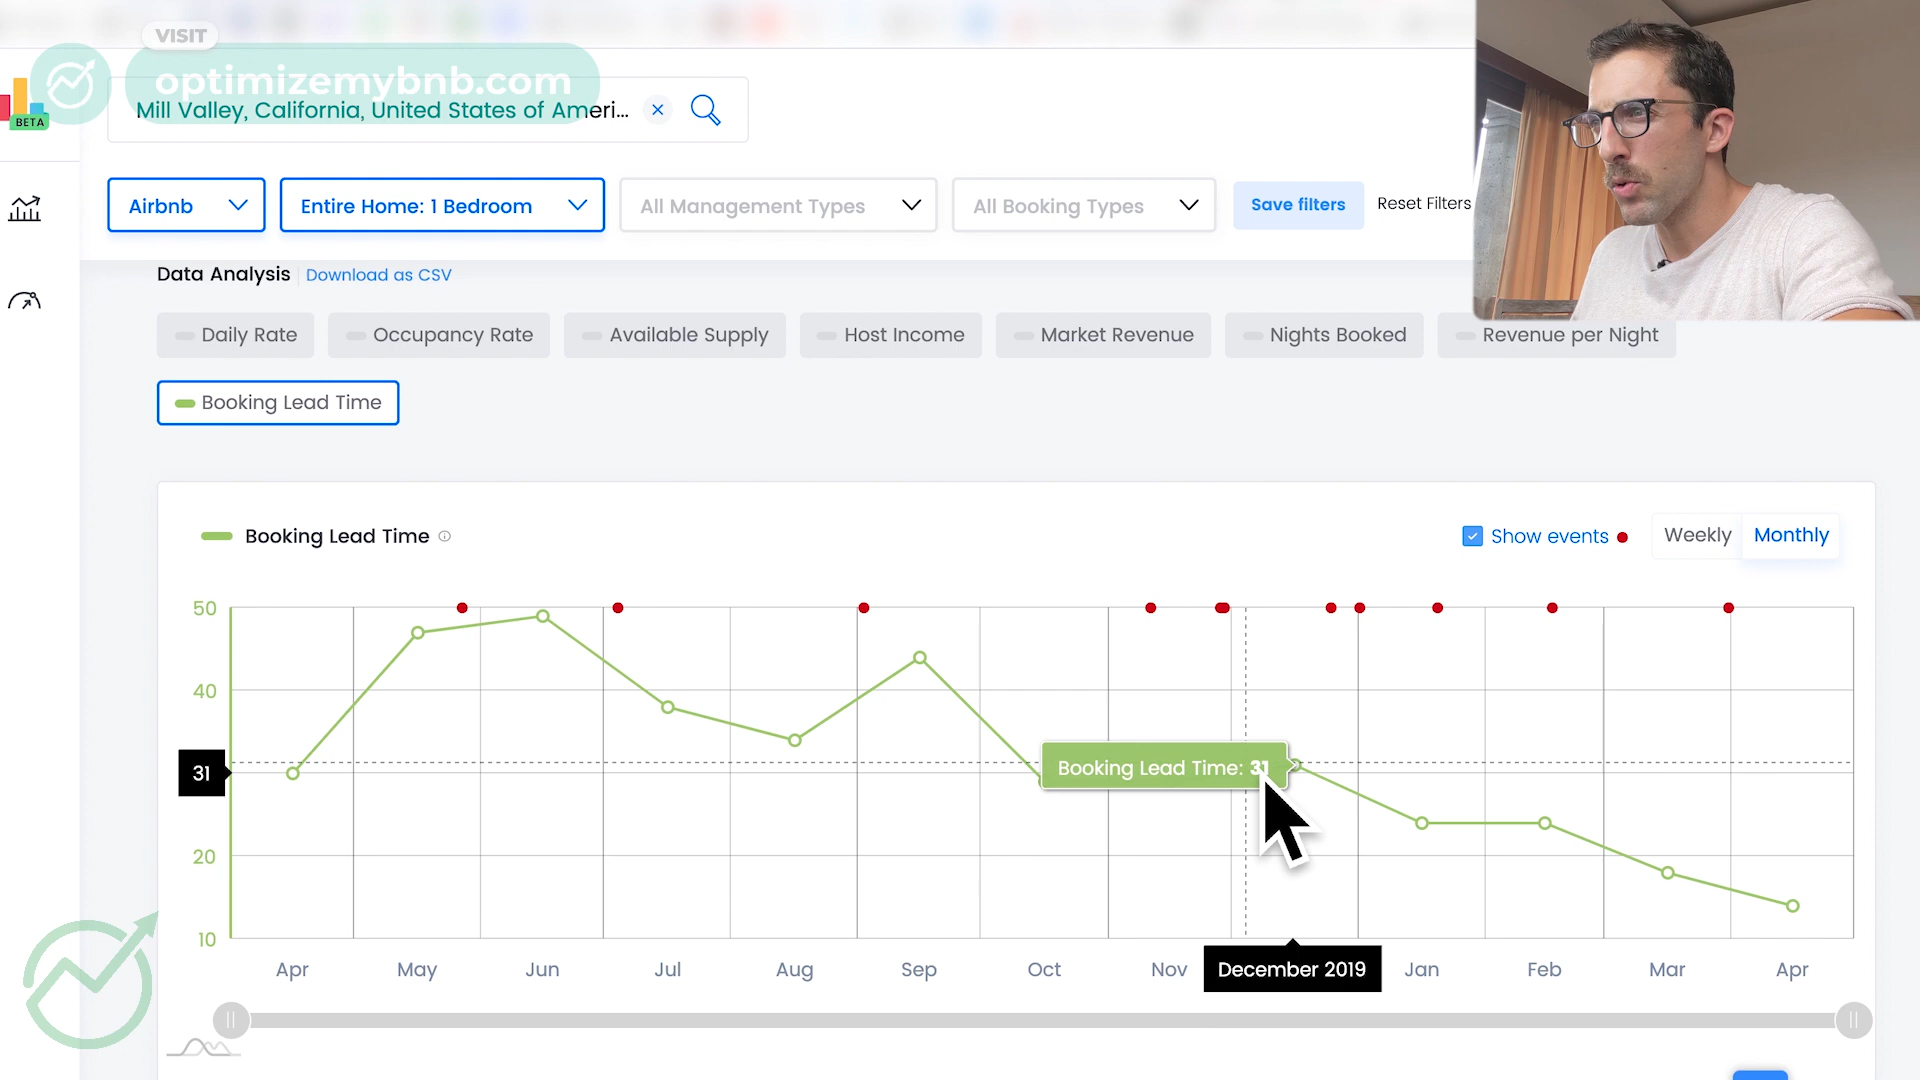 VISIT
optimizemybnb.com
BETA
Mill Valley, California, United States of Ameri...
Airbnb
Entire Home: 1 Bedroom
All Management Types
All Booking Types
Save filters
Reset Filters
Data Analysis
Download as CSV
Daily Rate
Occupancy Rate
Available Supply
Host Income
Market Revenue
Nights Booked
Revenue per Night
Booking Lead Time
Booking Lead Time
Show events
Weekly
Monthly
50
40
31
20
10
Booking Lead Time: 31
Apr
May
Jun
Jul
Aug
Sep
Oct
Nov
December 2019
Jan
Feb
Mar
Apr